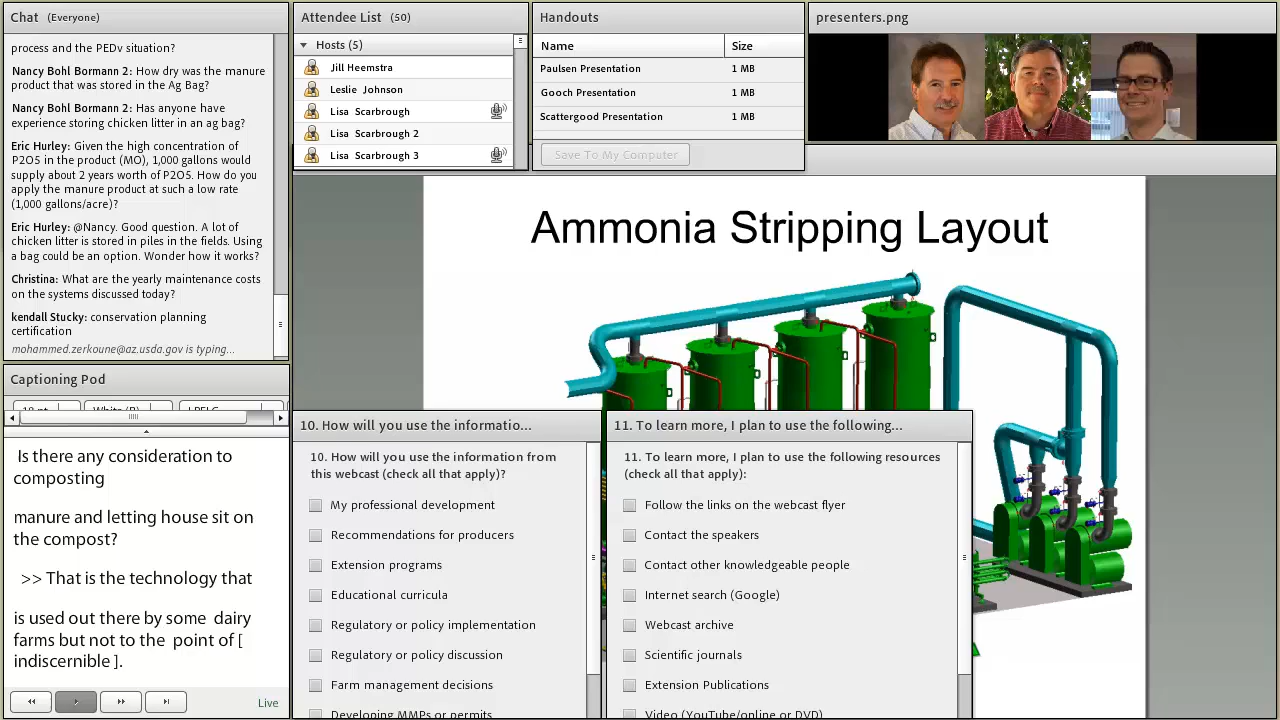 Chat (Everyone)
process and the PEDv situation?
Nancy Bohl Bormann 2: How dry was the manure
product that was stored in the Ag Bag?
Nancy Bohl Bormann 2: Has anyone have
experience storing chicken litter in an ag bag?
Eric Hurley: Given the high concentration of
P2O5 in the product (MO), 1,000 gallons would
supply about 2 years worth of P2O5. How do you
apply the manure product at such a low rate
(1,000 gallons/acre)?
Eric Hurley: @Nancy. Good question. A lot of
chicken litter is stored in piles in the fields. Using
a bag could be an option. Wonder how it works?
Christina: What are the yearly maintenance costs
on the systems discussed today?
kendall Stucky: conservation planning
certification
mohammed.zerkoune@az.usda.gov is typing...
Captioning Pod
Is there any consideration to
composting
manure and letting house sit on
the compost?
>> That is the technology that
is used out there by some dairy
farms but not to the point of [
indiscernible ].
Live
Attendee List (50)
Hosts (5)
Jill Heemstra
Leslie Johnson
Lisa Scarbrough
Lisa Scarbrough 2
Lisa Scarbrough 3
Handouts
Name Size
Paulsen Presentation 1 MB
Gooch Presentation 1 MB
Scattergood Presentation 1 MB
Save To My Computer
presenters.png
Ammonia Stripping Layout
10. How will you use the informatio...
10. How will you use the information from
this webcast (check all that apply)?
My professional development
Recommendations for producers
Extension programs
Educational curricula
Regulatory or policy implementation
Regulatory or policy discussion
Farm management decisions
Developing MMPs or permits
11. To learn more, I plan to use the following...
11. To learn more, I plan to use the following resources
(check all that apply):
Follow the links on the webcast flyer
Contact the speakers
Contact other knowledgeable people
Internet search (Google)
Webcast archive
Scientific journals
Extension Publications
Video (YouTube/online or DVD)